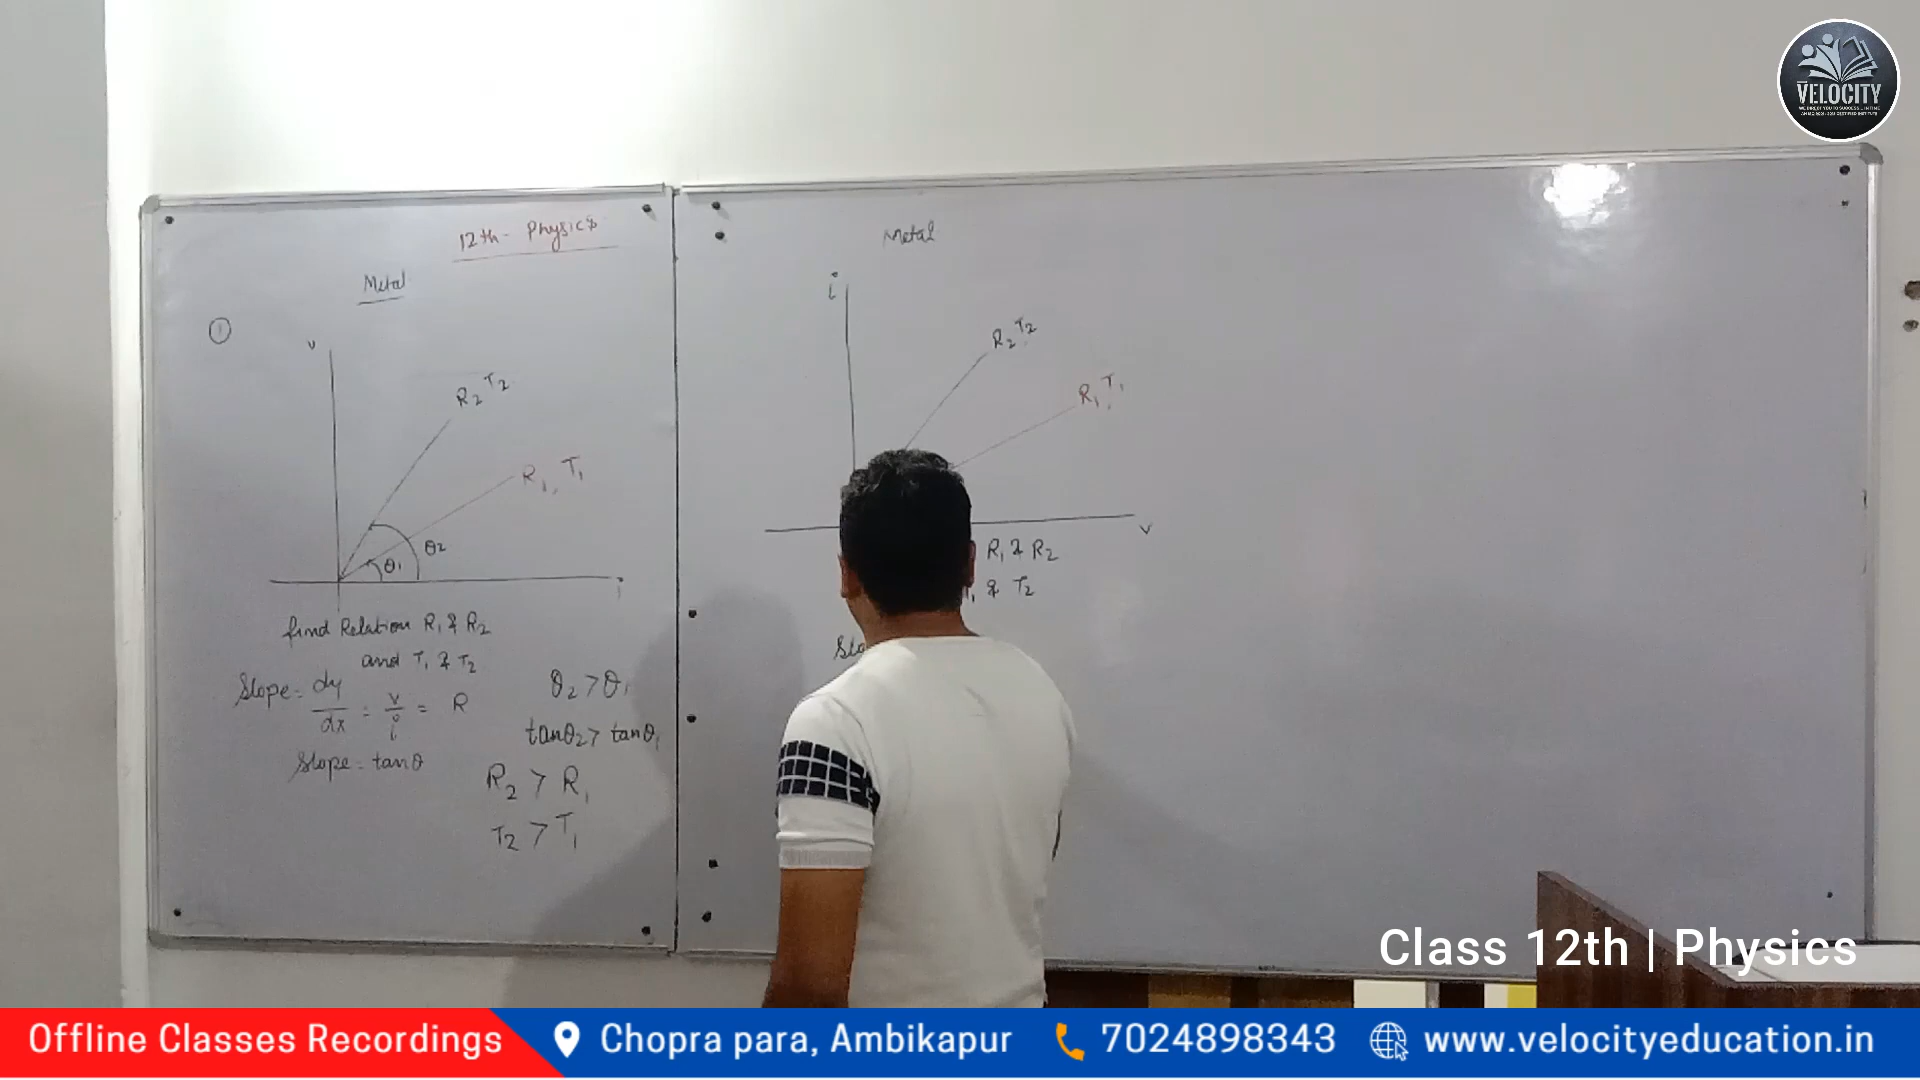 VELOCITY
12th - Physics
Metal
1
v
R2 T2
R1, T1
θ2
θ1
i
find Relation R1 & R2
and T1 & T2
Slope = dy/dx = v/i = R
Slope = tanθ
θ2 > θ1
tanθ2 > tanθ1
R2 > R1
T2 > T1
Metal
i
R2, T2
R1, T1
v
R1 & R2
T1 & T2
Slo
Class 12th | Physics
Offline Classes Recordings
Chopra para, Ambikapur
7024898343
www.velocityeducation.in